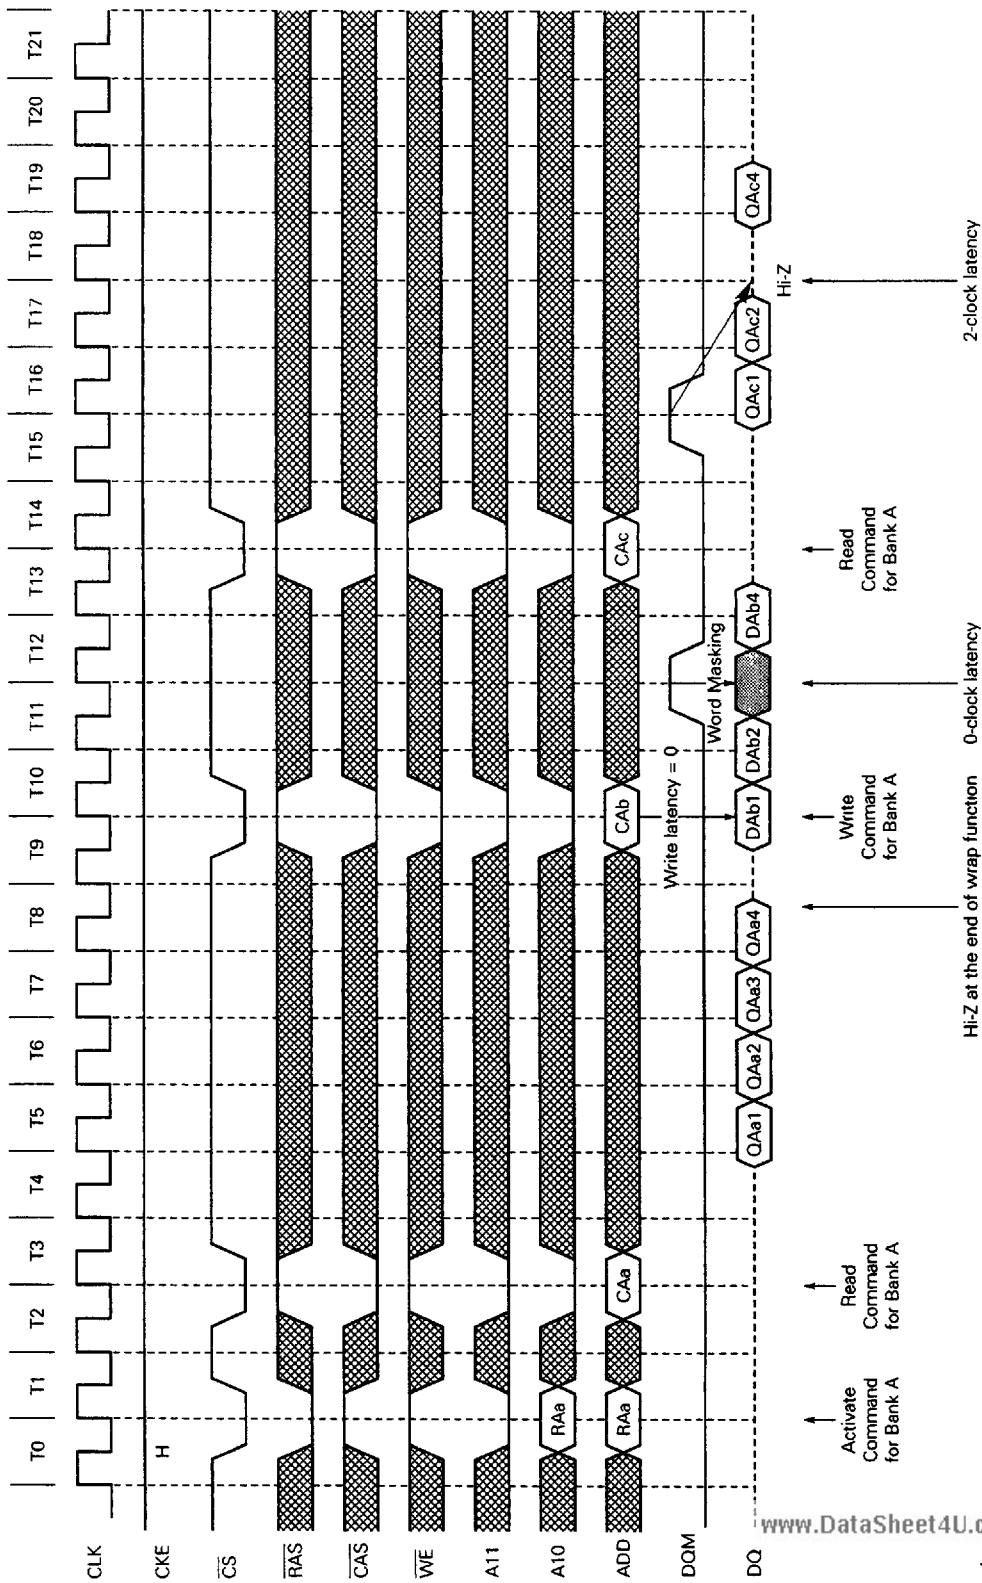 T0 T1 T2 T3 T4 T5 T6 T7 T8 T9 T10 T11 T12 T13 T14 T15 T16 T17 T18 T19 T20 T21
CLK
CKE H
CS
RAS
CAS
WE
A11
A10 RAa
ADD RAa CAa CAb CAc
Write latency = 0
DQM
Word Masking
DQ QAa1 QAa2 QAa3 QAa4 DAb1 DAb2 DAb4 QAc1 QAc2 QAc4
Hi-Z
Activate
Command
for Bank A
Read
Command
for Bank A
Write
Command
for Bank A
Read
Command
for Bank A
Hi-Z at the end of wrap function
0-clock latency
2-clock latency
www.DataSheet4U.c